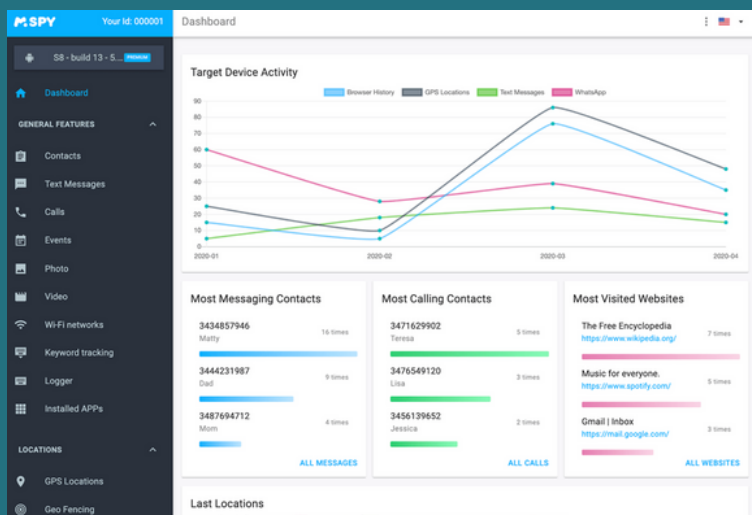 mSPY
Your Id: 000001
Dashboard
S8 - build 13 - 5.... PREMIUM
Dashboard
GENERAL FEATURES
Contacts
Text Messages
Calls
Events
Photo
Video
Wi-Fi networks
Keyword tracking
Logger
Installed APPs
LOCATIONS
GPS Locations
Geo Fencing
Target Device Activity
Browser History GPS Locations Text Messages WhatsApp
90
80
70
60
50
40
30
20
10
0
2020-01 2020-02 2020-03 2020-04
Most Messaging Contacts
3434857946
Matty
16 times
3444231987
Dad
9 times
3487694712
Mom
4 times
ALL MESSAGES
Most Calling Contacts
3471629902
Teresa
5 times
3476549120
Lisa
3 times
3456139652
Jessica
2 times
ALL CALLS
Most Visited Websites
The Free Encyclopedia
https://www.wikipedia.org/
7 times
Music for everyone.
https://www.spotify.com/
5 times
Gmail | Inbox
https://mail.google.com/
3 times
ALL WEBSITES
Last Locations